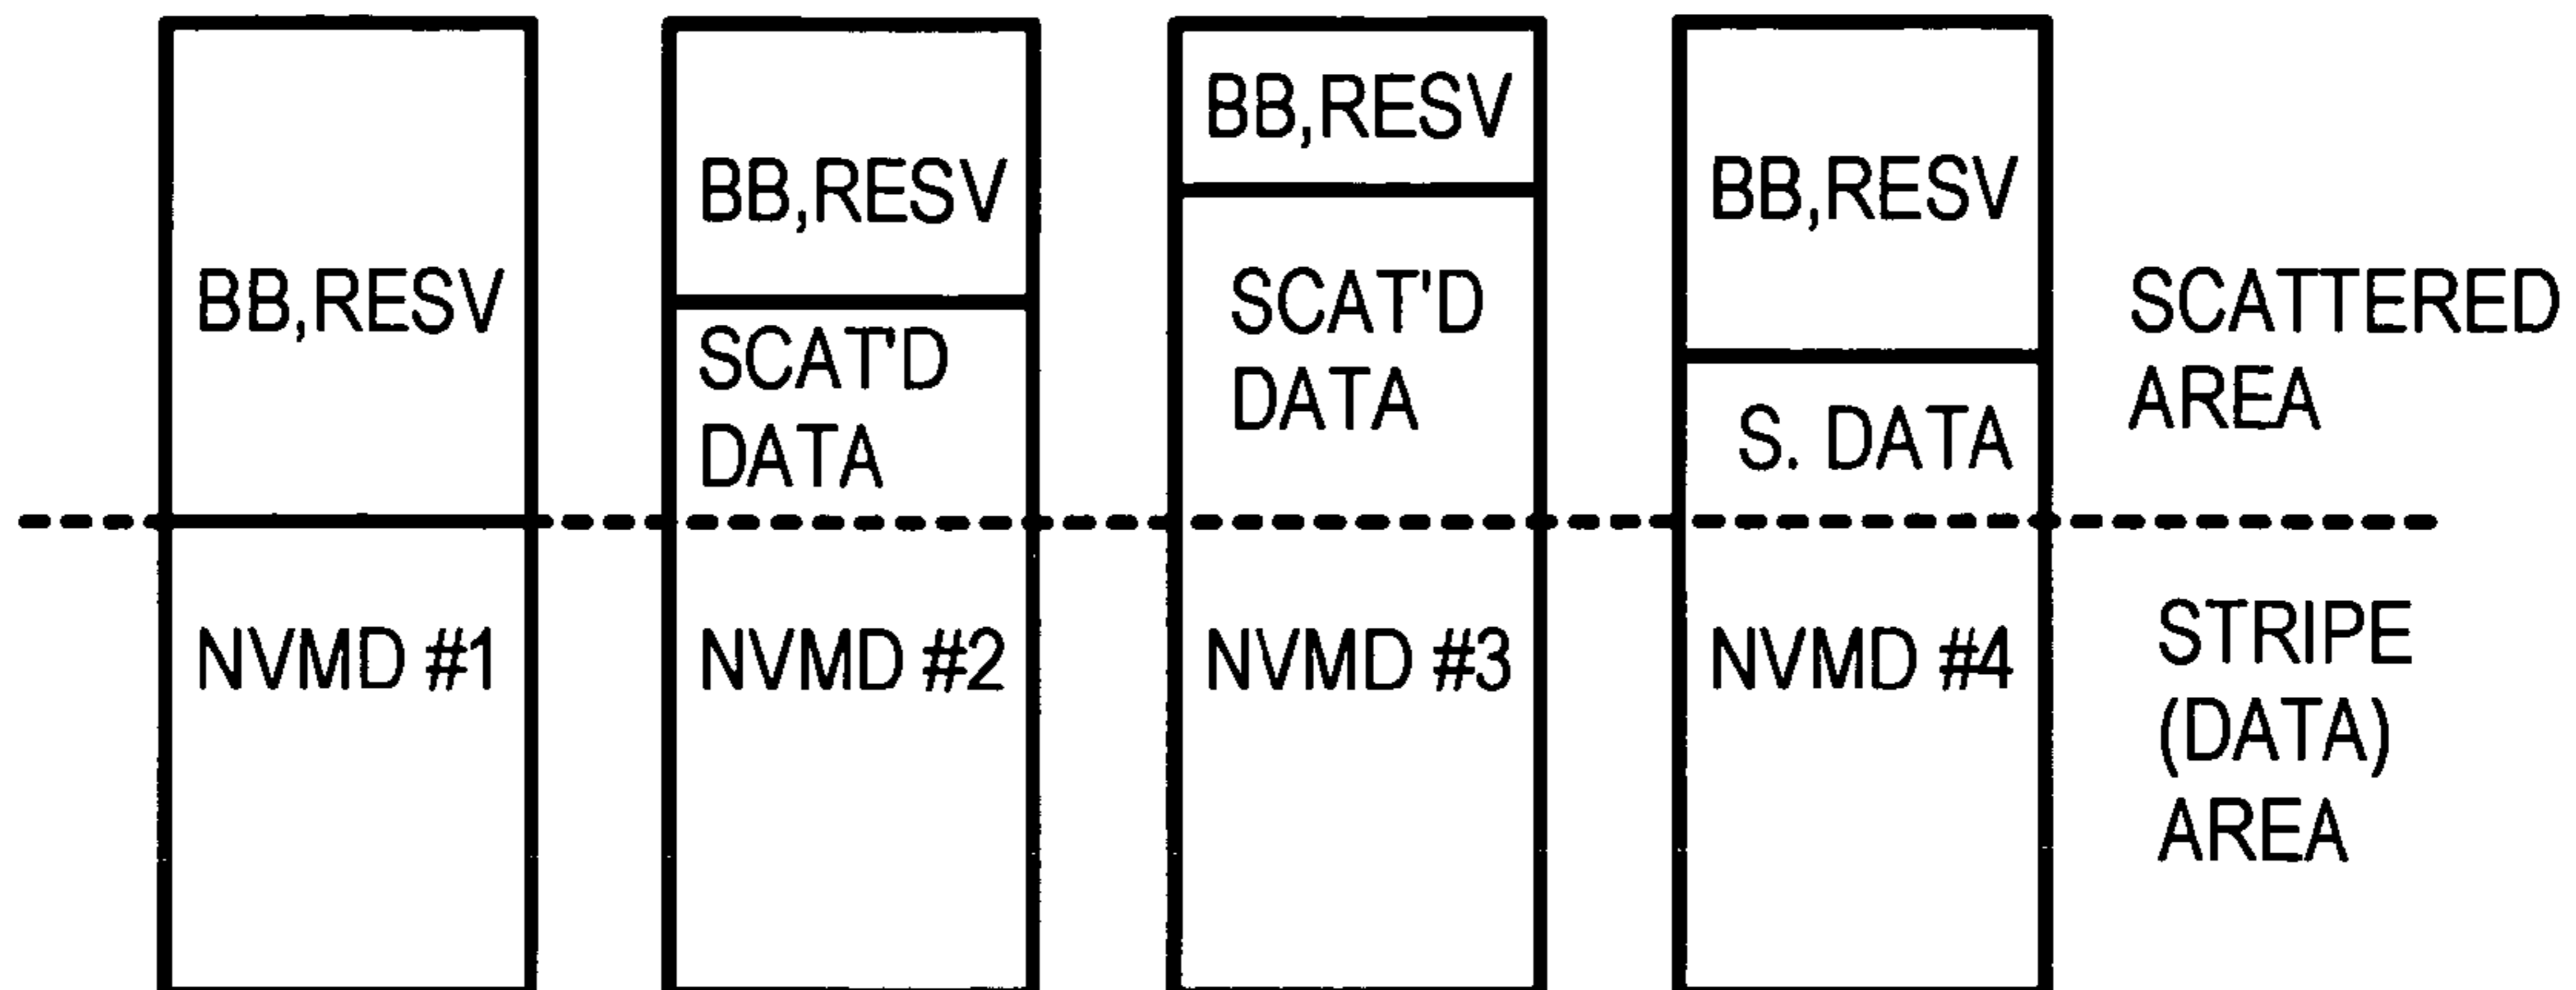 BB,RESV
NVMD #1
BB,RESV
SCAT'D
DATA
NVMD #2
BB,RESV
SCAT'D
DATA
NVMD #3
BB,RESV
S. DATA
NVMD #4
SCATTERED
AREA
STRIPE
(DATA)
AREA